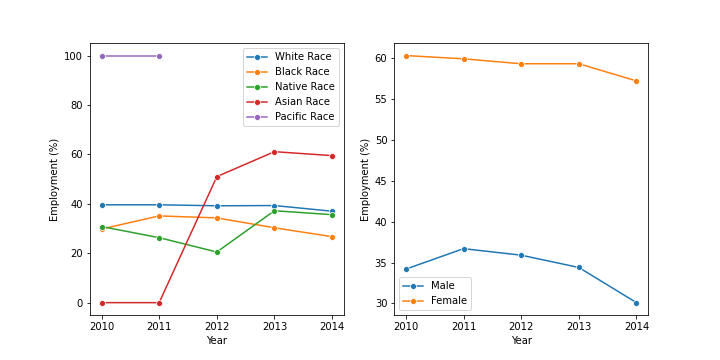 100
80
60
40
20
0
Employment (%)
2010 2011 2012 2013 2014
Year
White Race
Black Race
Native Race
Asian Race
Pacific Race
60
55
50
45
40
35
30
Employment (%)
2010 2011 2012 2013 2014
Year
Male
Female